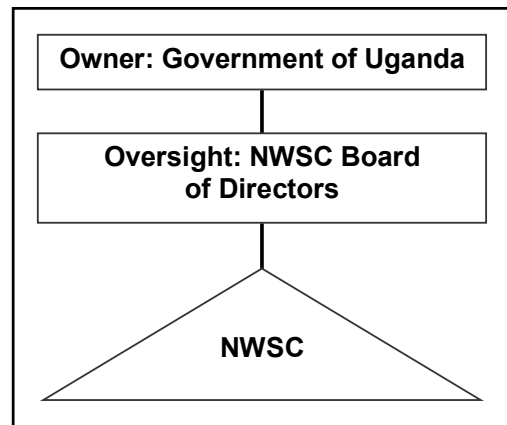 Owner: Government of Uganda
Oversight: NWSC Board
of Directors
NWSC